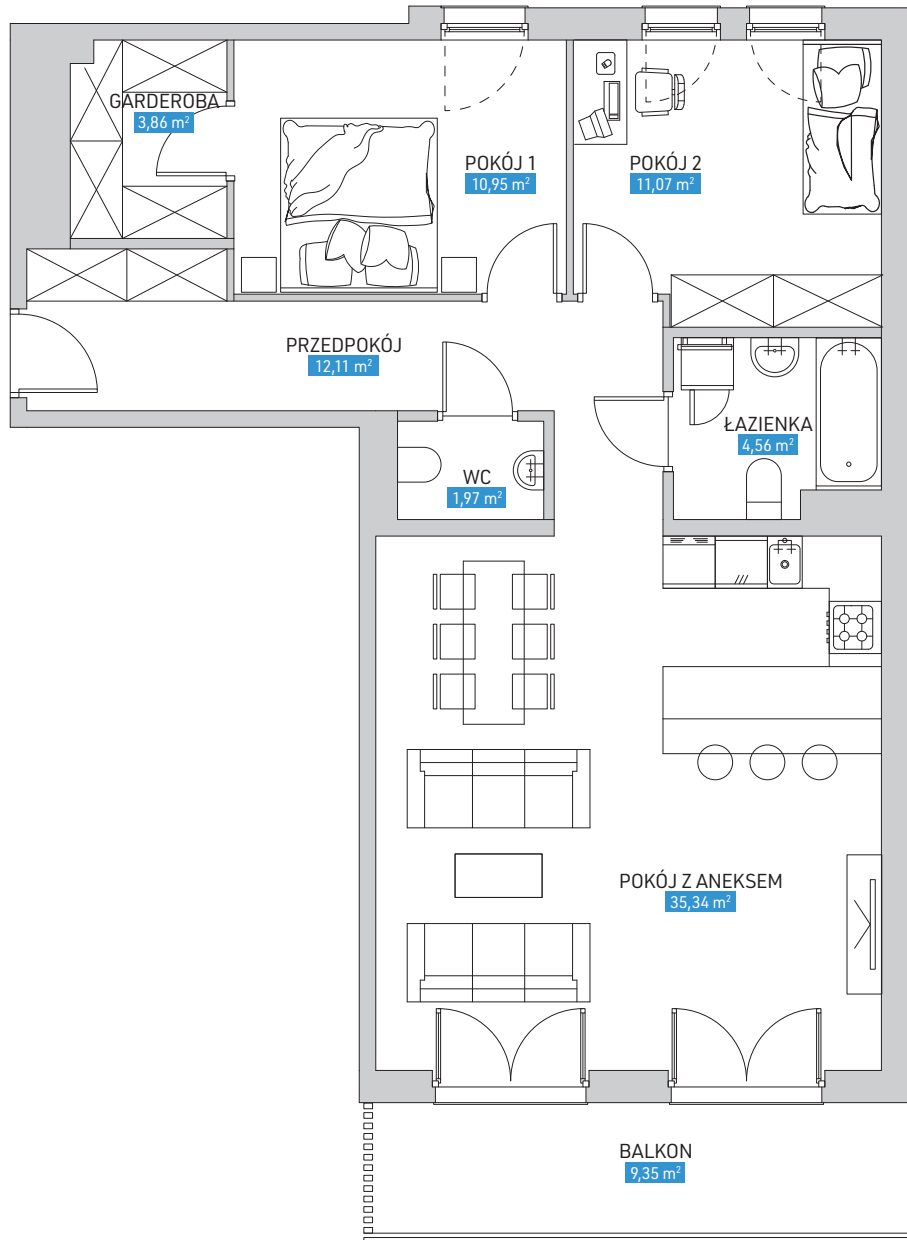 GARDEROBA
3,86 m²
POKÓJ 1
10,95 m²
POKÓJ 2
11,07 m²
PRZEDPOKÓJ
12,11 m²
ŁAZIENKA
4,56 m²
WC
1,97 m²
POKÓJ Z ANEKSEM
35,34 m²
BALKON
9,35 m²